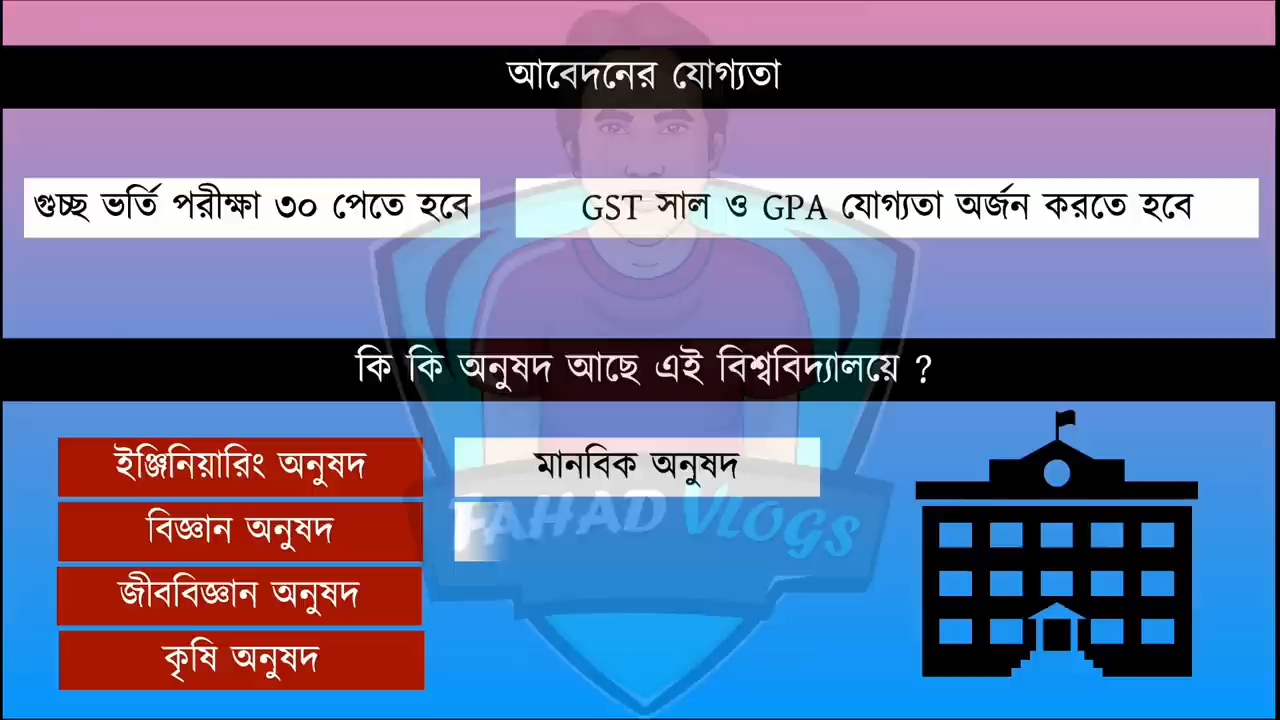 আবেদনের যোগ্যতা
গুচ্ছ ভর্তি পরীক্ষা ৩০ পেতে হবে
GST সাল ও GPA যোগ্যতা অর্জন করতে হবে
কি কি অনুষদ আছে এই বিশ্ববিদ্যালয়ে ?
ইঞ্জিনিয়ারিং অনুষদ
বিজ্ঞান অনুষদ
জীববিজ্ঞান অনুষদ
কৃষি অনুষদ
মানবিক অনুষদ
FAHAD VLOGS